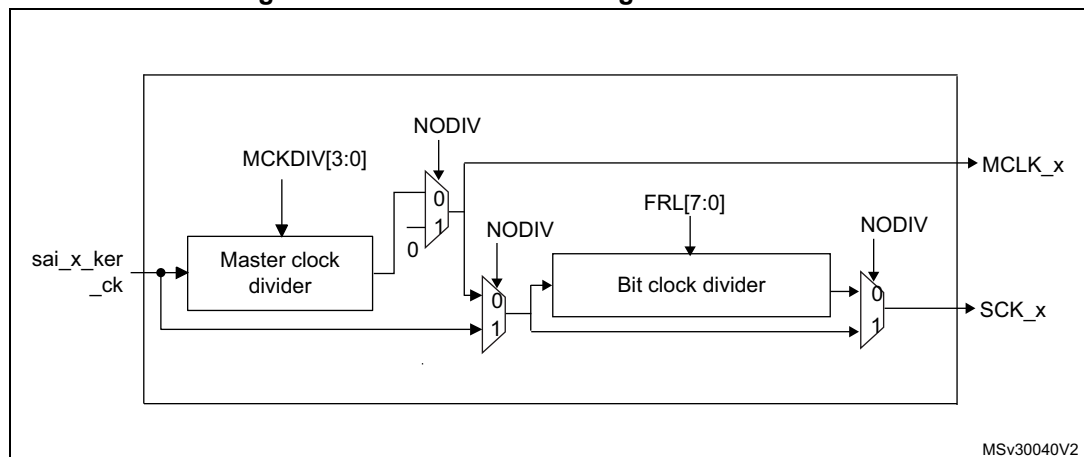 NODIV
MCKDIV[3:0]
MCLK_x
0
1
0
FRL[7:0]
NODIV
NODIV
sai_x_ker
_ck
Master clock
divider
Bit clock divider
0
1
0
1
SCK_x
MSv30040V2